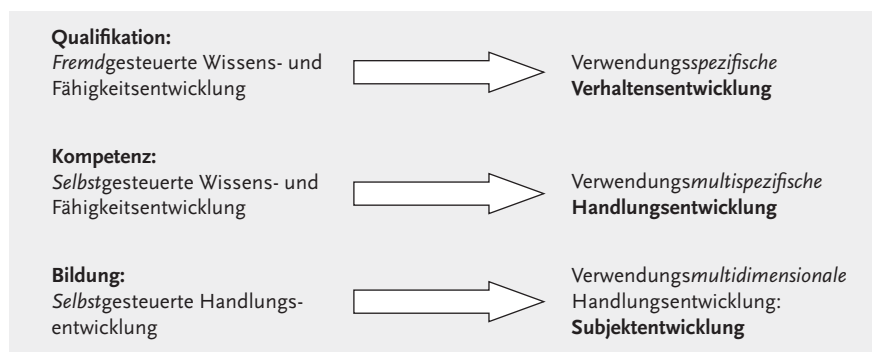 Qualifikation:
Fremdgesteuerte Wissens- und
Fähigkeitsentwicklung
Verwendungsspezifische
Verhaltensentwicklung
Kompetenz:
Selbstgesteuerte Wissens- und
Fähigkeitsentwicklung
Verwendungsmultispezifische
Handlungsentwicklung
Bildung:
Selbstgesteuerte Handlungs-
entwicklung
Verwendungsmultidimensionale
Handlungsentwicklung:
Subjektentwicklung